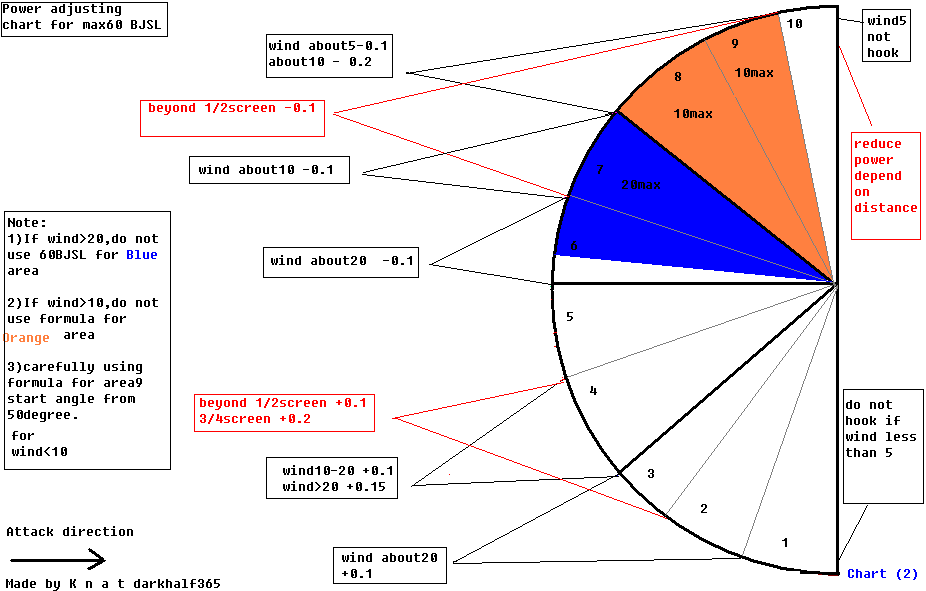 Power adjusting
chart for max60 BJSL
wind about5-0.1
about10 - 0.2
beyond 1/2screen -0.1
wind about10 -0.1
wind about20  -0.1
Note:
1)If wind>20,do not
use 60BJSL for Blue
area
2)If wind>10,do not
use formula for
Orange area
3)carefully using
formula for area9
start angle from
50degree.
for
wind<10
beyond 1/2screen +0.1
3/4screen +0.2
wind10-20 +0.1
wind>20 +0.15
wind about20
+0.1
Attack direction
Made by K n a t darkhalf365
10
9
10max
8
10max
7
20max
6
5
4
3
2
1
wind5
not
hook
reduce
power
depend
on
distance
do not
hook if
wind less
than 5
Chart (2)